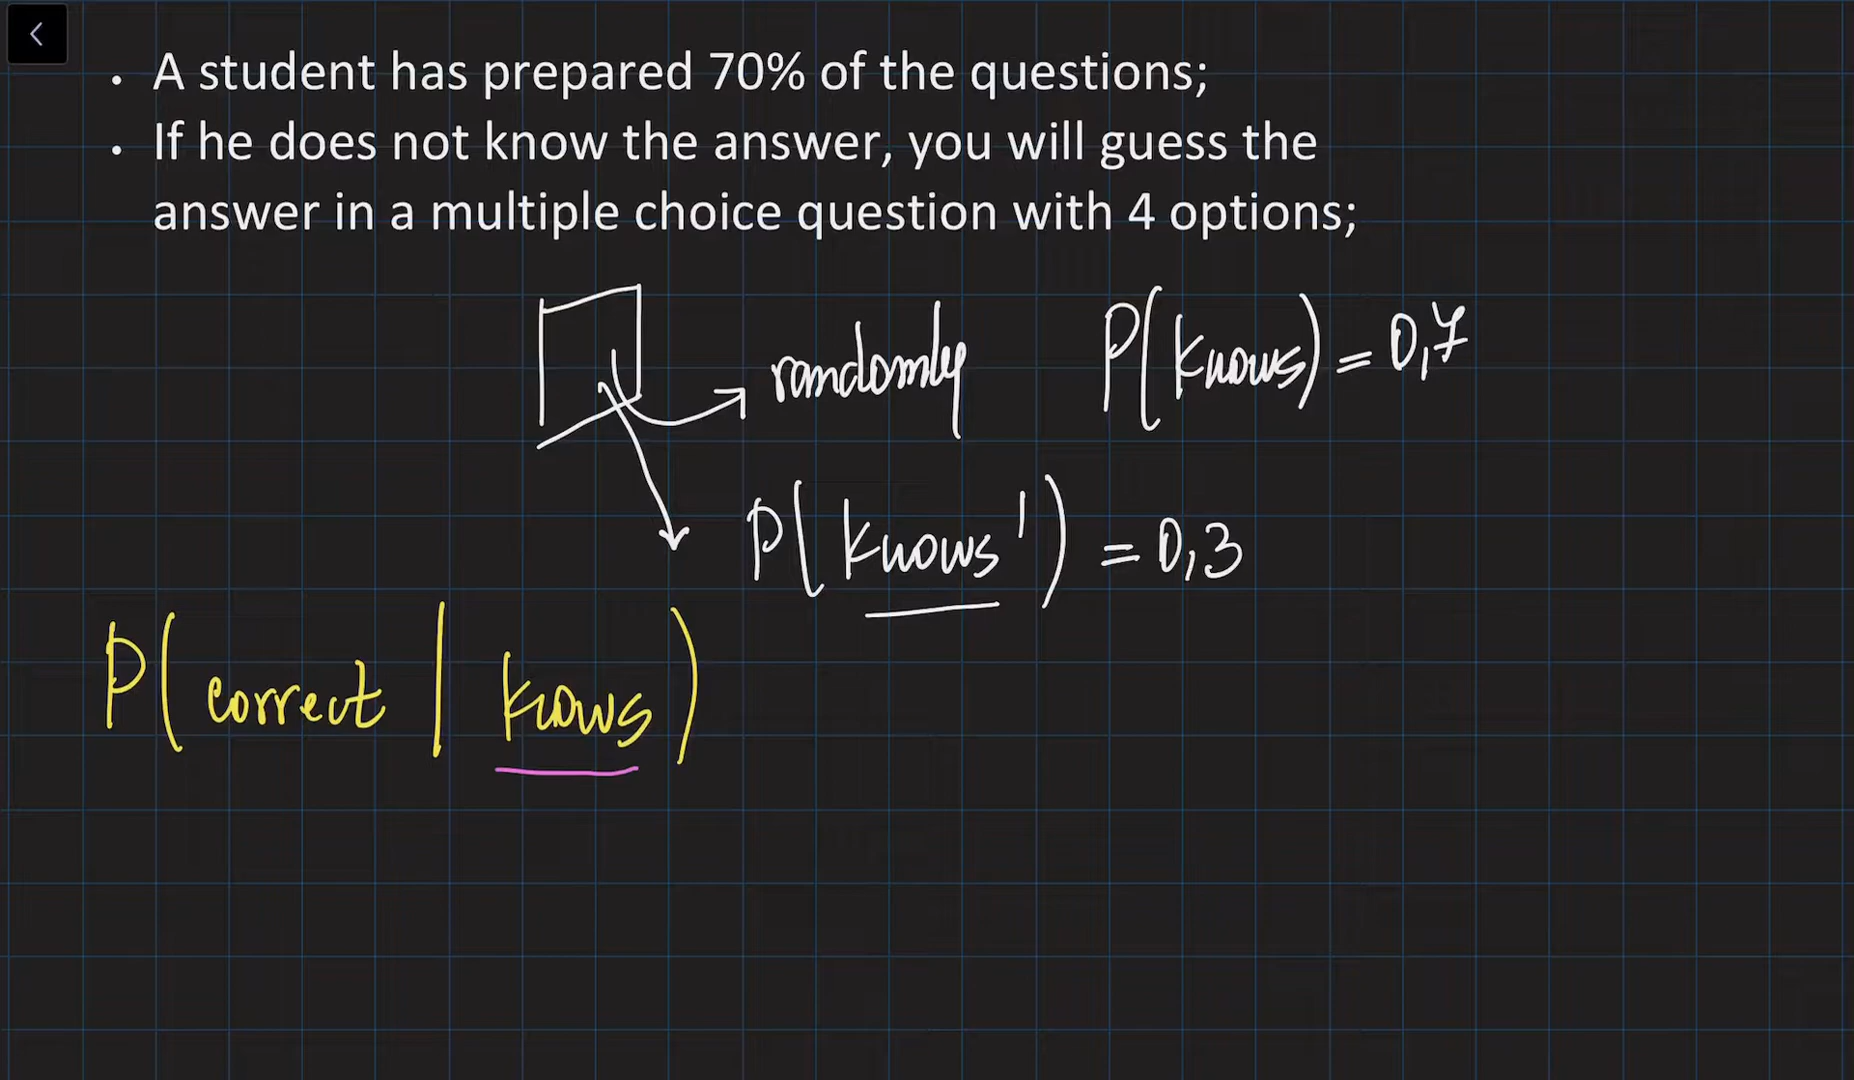 . A student has prepared 70% of the questions;
. If he does not know the answer, you will guess the
answer in a multiple choice question with 4 options;
randomly P(knows) = 0,7
P(knows') = 0,3
P(correct | knows)